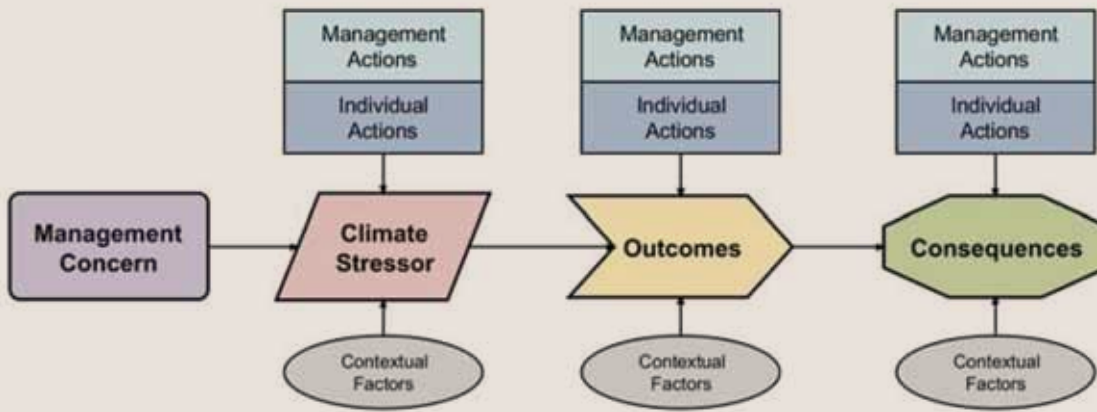 Management
Actions
Individual
Actions
Management
Actions
Individual
Actions
Management
Actions
Individual
Actions
Management
Concern
Climate
Stressor
Outcomes
Consequences
Contextual
Factors
Contextual
Factors
Contextual
Factors